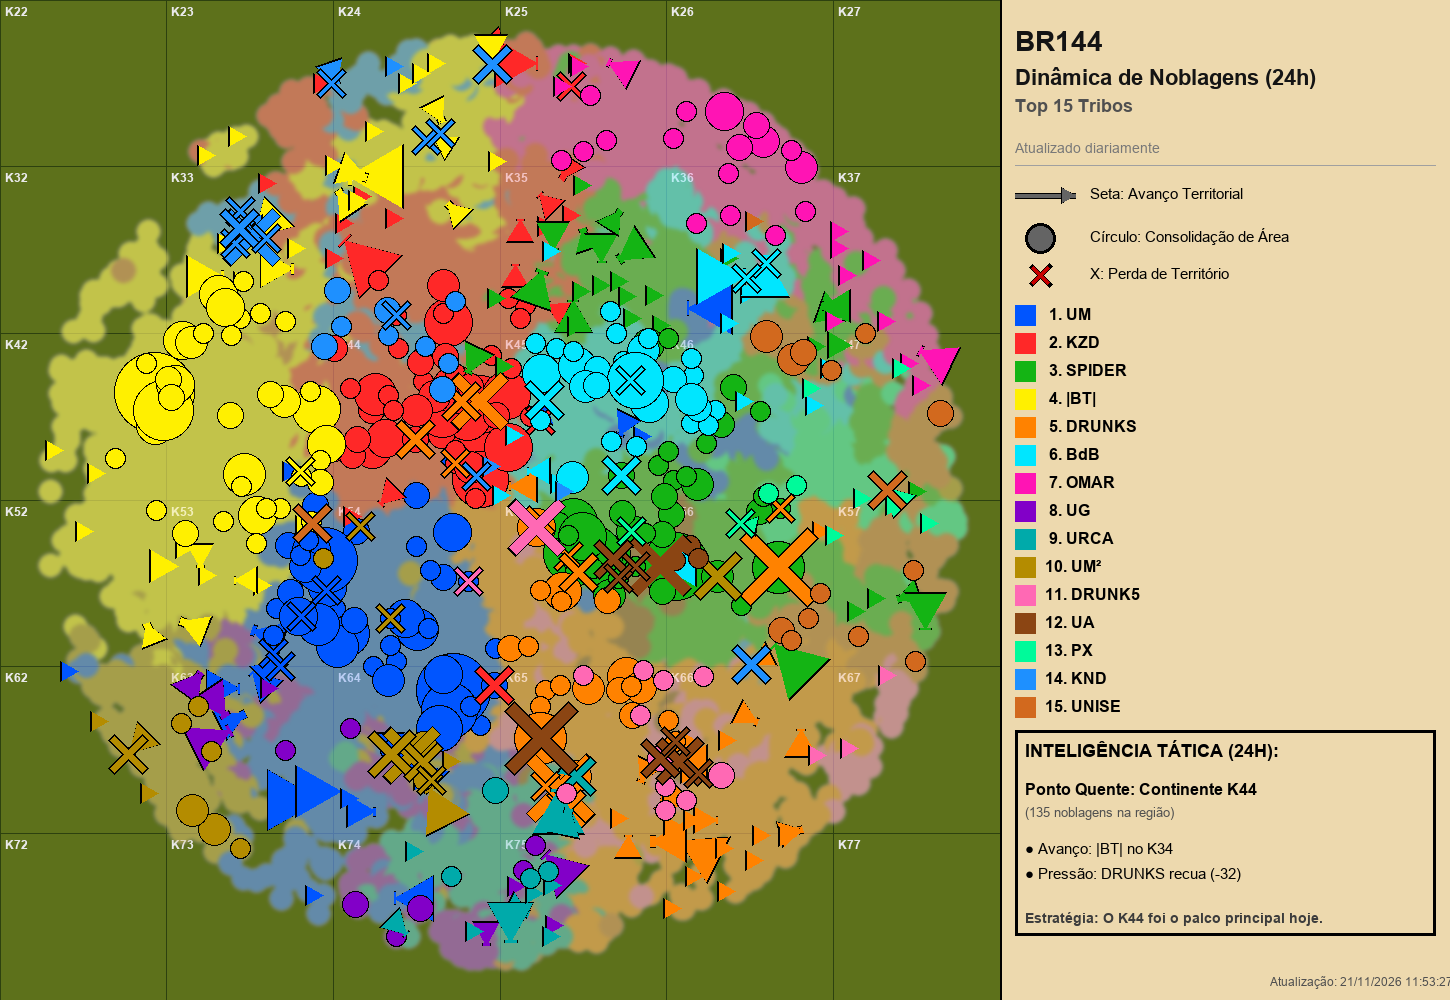 K22
K23
K24
K25
K26
K27
K32
K33
K35
K36
K37
K42
K52
K53
K57
K62
K63
K64
K65
K66
K67
K72
K73
K74
K75
K77
BR144
Dinâmica de Noblagens (24h)
Top 15 Tribos
Atualizado diariamente
Seta: Avanço Territorial
Círculo: Consolidação de Área
X: Perda de Território
1. UM
2. KZD
3. SPIDER
4. |BT|
5. DRUNKS
6. BdB
7. OMAR
8. UG
9. URCA
10. UM²
11. DRUNK5
12. UA
13. PX
14. KND
15. UNISE
INTELIGÊNCIA TÁTICA (24H):
Ponto Quente: Continente K44
(135 noblagens na região)
● Avanço: |BT| no K34
● Pressão: DRUNKS recua (-32)
Estratégia: O K44 foi o palco principal hoje.
Atualização: 21/11/2026 11:53:27